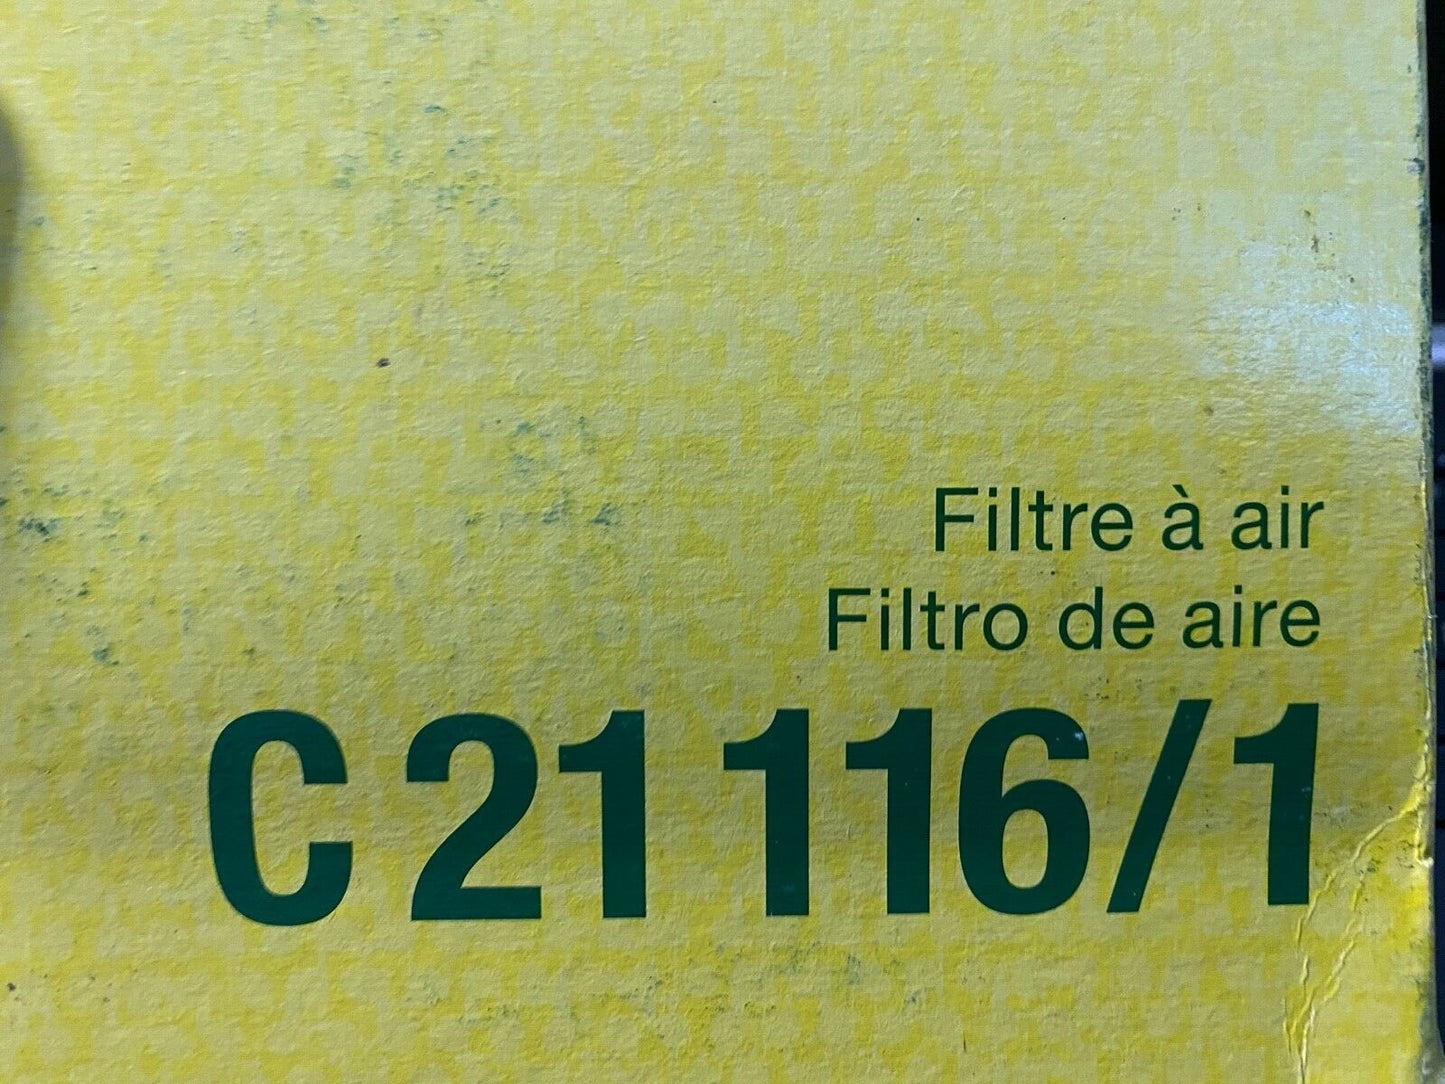 Filtre à air
Filtro de aire
C 21 116/1